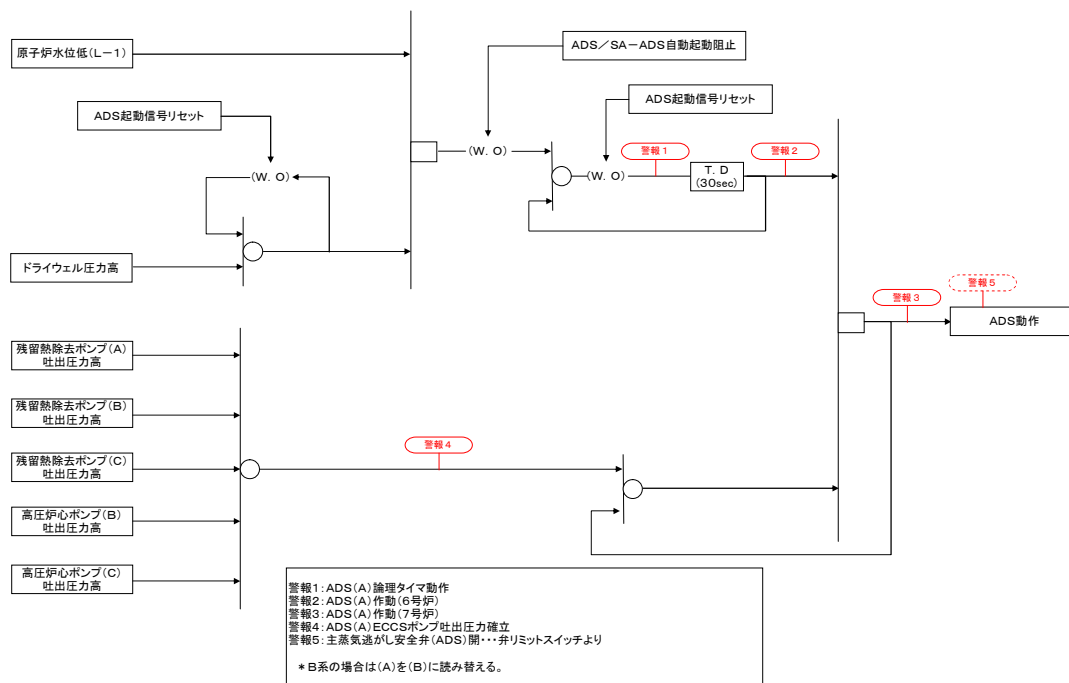 原子炉水位低(L－1)
ADS／SA－ADS自動起動阻止
ADS起動信号リセット
ADS起動信号リセット
(W. O)
警報1
警報2
T. D
(30sec)
(W. O)
(W. O)
ドライウェル圧力高
警報3
警報5
ADS動作
残留熱除去ポンプ(A)
吐出圧力高
残留熱除去ポンプ(B)
吐出圧力高
残留熱除去ポンプ(C)
吐出圧力高
警報4
高圧炉心ポンプ(B)
吐出圧力高
高圧炉心ポンプ(C)
吐出圧力高
警報1:ADS(A)論理タイマ動作
警報2:ADS(A)作動(6号炉)
警報3:ADS(A)作動(7号炉)
警報4:ADS(A)ECCSポンプ吐出圧力確立
警報5:主蒸気逃がし安全弁(ADS)開･･･弁リミットスイッチより
＊B系の場合は(A)を(B)に読み替える。